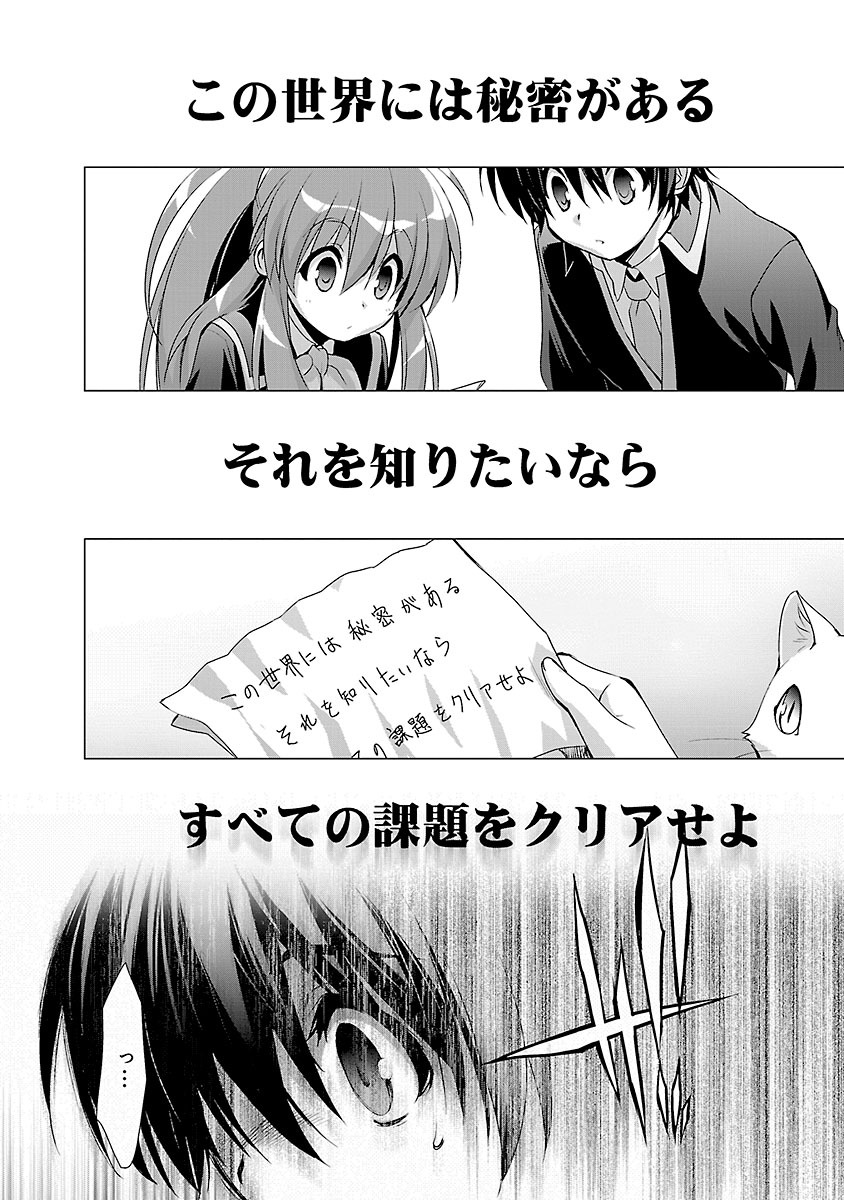 この世界には秘密がある
それを知りたいなら
この世界には秘密がある
それを知りたいなら
ての課題をクリアせよ
すべての課題をクリアせよ
っ…